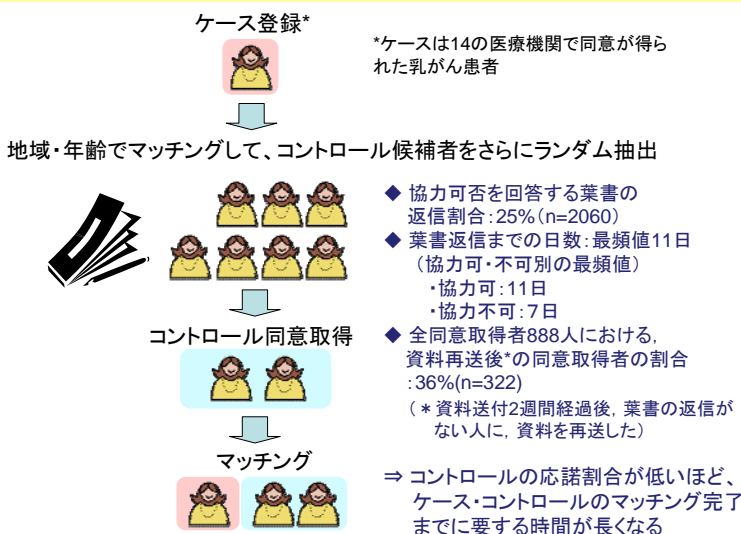 ケース登録*
*ケースは14の医療機関で同意が得ら
れた乳がん患者
地域・年齢でマッチングして、コントロール候補者をさらにランダム抽出
◆ 協力可否を回答する葉書の
返信割合：25%（n=2060）
◆ 葉書返信までの日数：最頻値11日
（協力可・不可別の最頻値）
・協力可：11日
・協力不可：7日
コントロール同意取得
◆ 全同意取得者888人における，
資料再送後*の同意取得者の割合
：36%(n=322)
（＊資料送付2週間経過後，葉書の返信が
ない人に，資料を再送した）
マッチング
⇒ コントロールの応諾割合が低いほど、
ケース・コントロールのマッチング完了
までに要する時間が長くなる